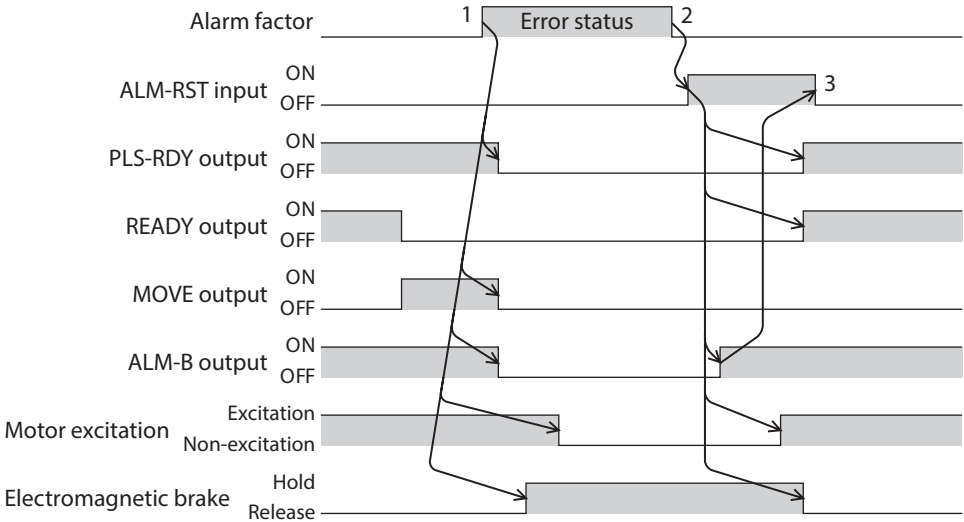 Alarm factor 1 Error status 2
ALM-RST input ON OFF 3
PLS-RDY output ON OFF
READY output ON OFF
MOVE output ON OFF
ALM-B output ON OFF
Motor excitation Excitation Non-excitation
Electromagnetic brake Hold Release